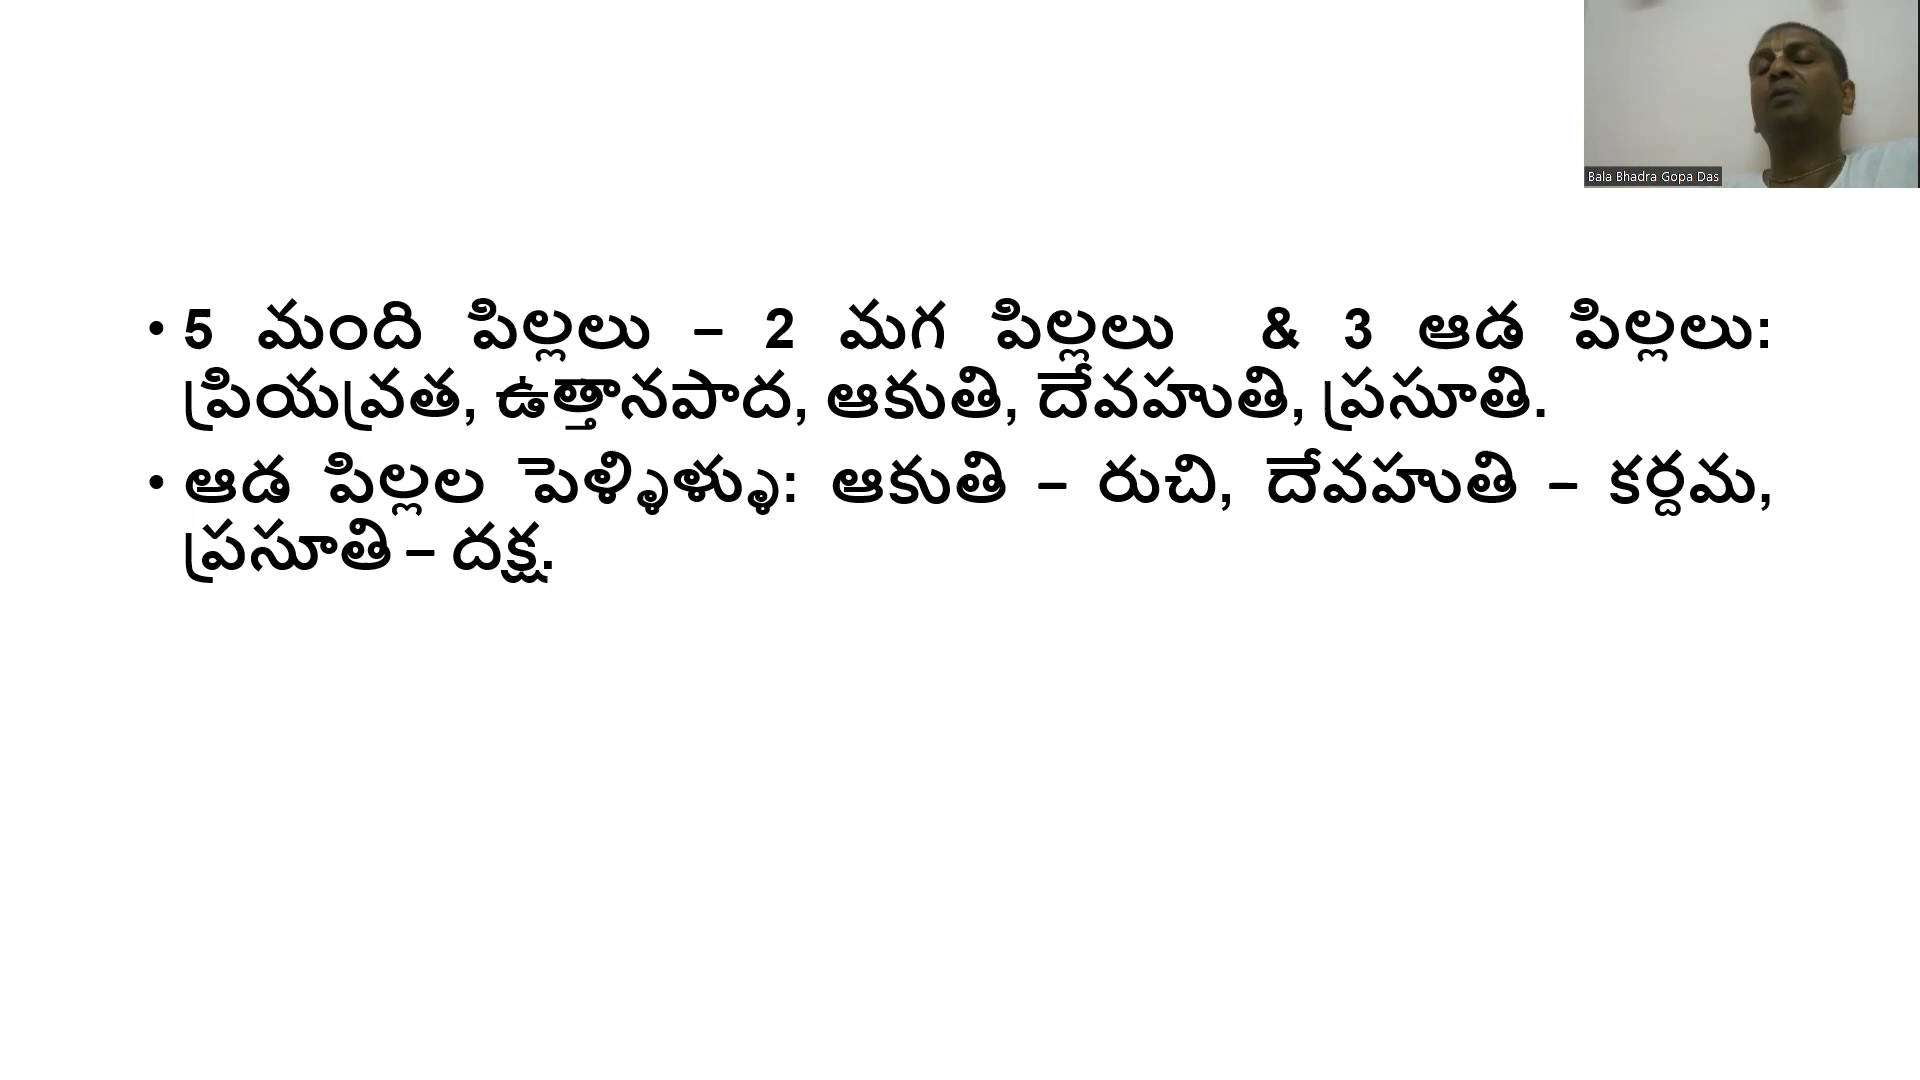 Bala Bhadra Gopa Das
• 5 మంది పిల్లలు – 2 మగ పిల్లలు & 3 ఆడ పిల్లలు:
ప్రియవ్రత, ఉత్తానపాద, ఆకుతి, దేవహుతి, ప్రసూతి.
• ఆడ పిల్లల పెళ్ళిళ్ళు: ఆకుతి – రుచి, దేవహుతి – కర్దమ,
ప్రసూతి – దక్ష.